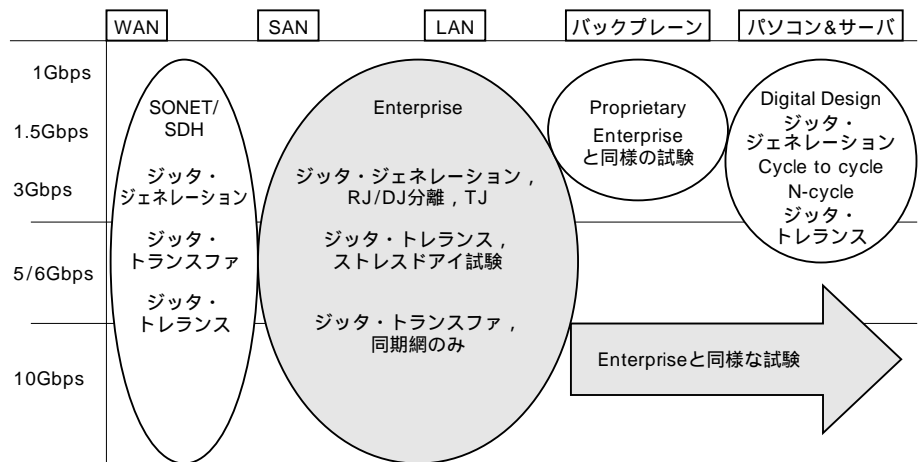 WAN
SAN
LAN
バックプレーン
パソコン&サーバ
1Gbps
1.5Gbps
3Gbps
5/6Gbps
10Gbps
SONET/
SDH
ジッタ・
ジェネレーション
ジッタ・
トランスファ
ジッタ・
トレランス
Enterprise
ジッタ・ジェネレーション，
RJ/DJ分離，TJ
ジッタ・トレランス，
ストレスドアイ試験
ジッタ・トランスファ，
同期網のみ
Proprietary
Enterprise
と同様の試験
Digital Design
ジッタ・
ジェネレーション
Cycle to cycle
N-cycle
ジッタ・
トレランス
Enterpriseと同様な試験